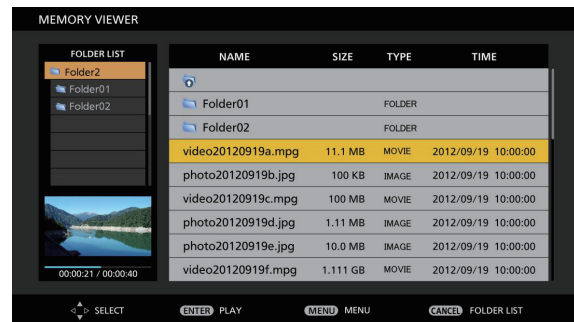 MEMORY VIEWER
FOLDER LIST
Folder2
Folder01
Folder02
00:00:21 / 00:00:40
NAME SIZE TYPE TIME
Folder01 FOLDER
Folder02 FOLDER
video20120919a.mpg 11.1 MB MOVIE 2012/09/19 10:00:00
photo20120919b.jpg 100 KB IMAGE 2012/09/19 10:00:00
video20120919c.mpg 100 MB MOVIE 2012/09/19 10:00:00
photo20120919d.jpg 1.11 MB IMAGE 2012/09/19 10:00:00
photo20120919e.jpg 10.0 MB IMAGE 2012/09/19 10:00:00
video20120919f.mpg 1.111 GB MOVIE 2012/09/19 10:00:00
SELECT ENTER PLAY MENU MENU CANCEL FOLDER LIST